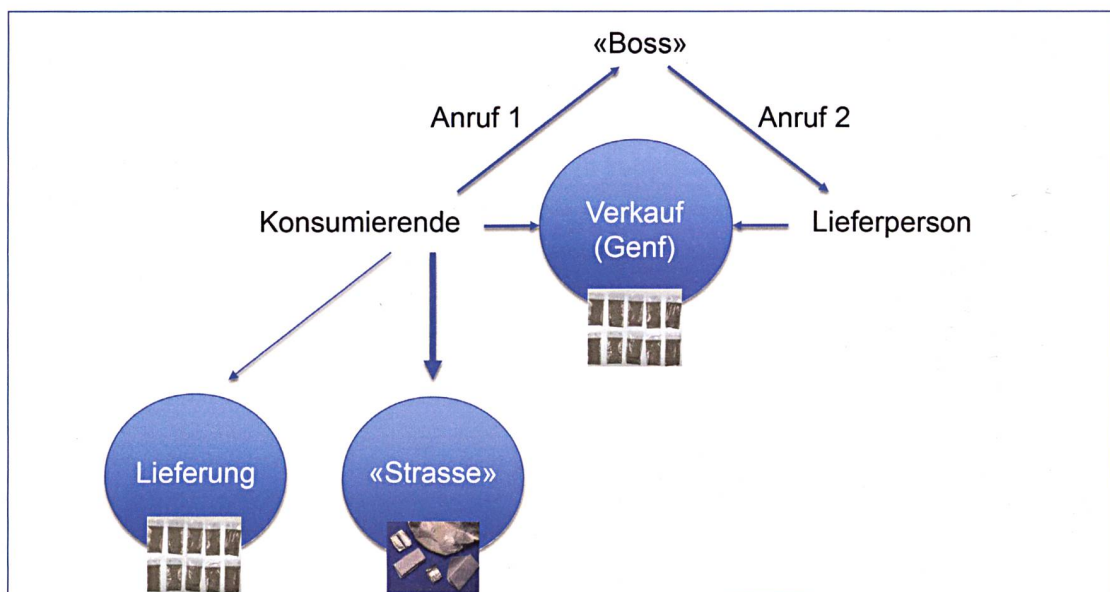 «Boss»
Anruf 1
Anruf 2
Konsumierende
Verkauf
(Genf)
Lieferperson
Lieferung
«Strasse»